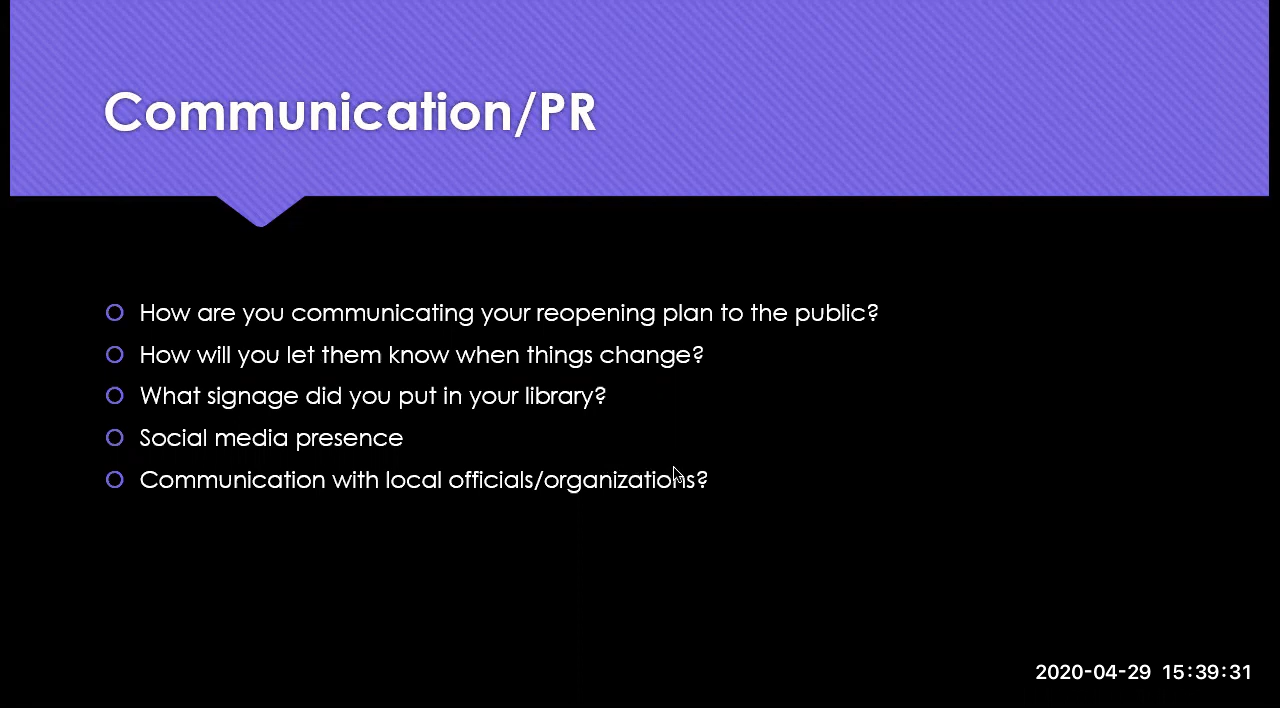 Communication/PR
How are you communicating your reopening plan to the public?
How will you let them know when things change?
What signage did you put in your library?
Social media presence
Communication with local officials/organizations?
2020-04-29 15:39:31